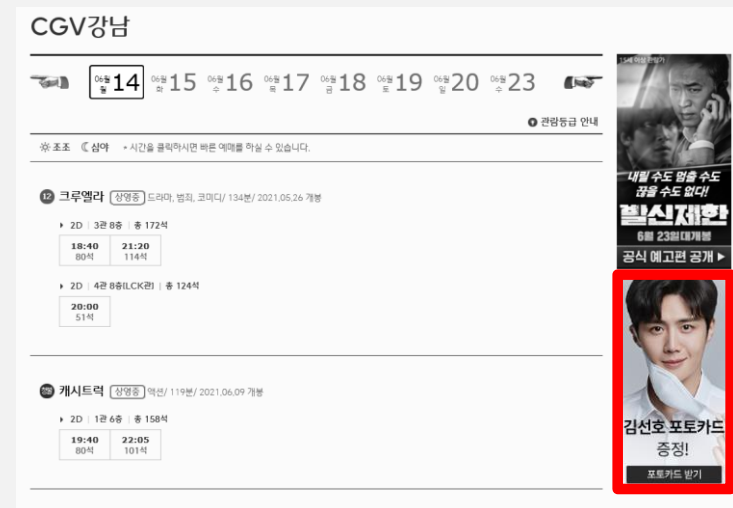 CGV강남
06월 월 14 06월 화 15 06월 수 16 06월 목 17 06월 금 18 06월 토 19 06월 일 20 06월 수 23
관람등급 안내
조조 심야 시간을 클릭하시면 빠른 예매를 하실 수 있습니다.
12 크루엘라 상영중 드라마, 범죄, 코미디/ 134분/ 2021.05.26 개봉
2D | 3관 8층 | 총 172석
18:40 21:20
80석 114석
2D | 4관 8층[LCK관] | 총 124석
20:00
51석
청불 캐시트럭 상영중 액션/ 119분/ 2021.06.09 개봉
2D | 1관 6층 | 총 158석
19:40 22:05
80석 101석
15세 이상 관람가
내릴 수도 멈출 수도
끊을 수도 없다!
발신제한
6월 23일 대개봉
공식 예고편 공개 ▶
김선호 포토카드
증정!
포토카드 받기